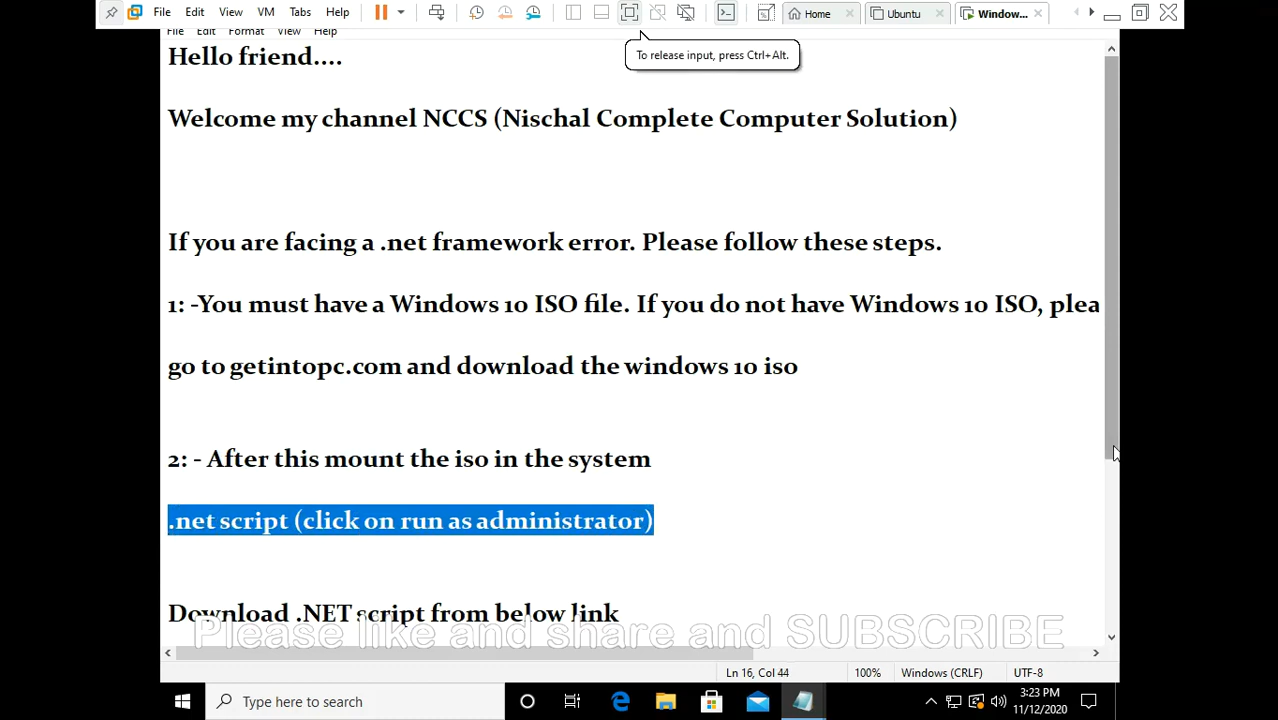 File Edit View VM Tabs Help Home Ubuntu Window...
File Edit Format View Help
To release input, press Ctrl+Alt.
Hello friend....
Welcome my channel NCCS (Nischal Complete Computer Solution)
If you are facing a .net framework error. Please follow these steps.
1: -You must have a Windows 10 ISO file. If you do not have Windows 10 ISO, plea
go to getintopc.com and download the windows 10 iso
2: - After this mount the iso in the system
.net script (click on run as administrator)
Download .NET script from below link
Please like and share and SUBSCRIBE
Ln 16, Col 44 100% Windows (CRLF) UTF-8
Type here to search
3:23 PM
11/12/2020